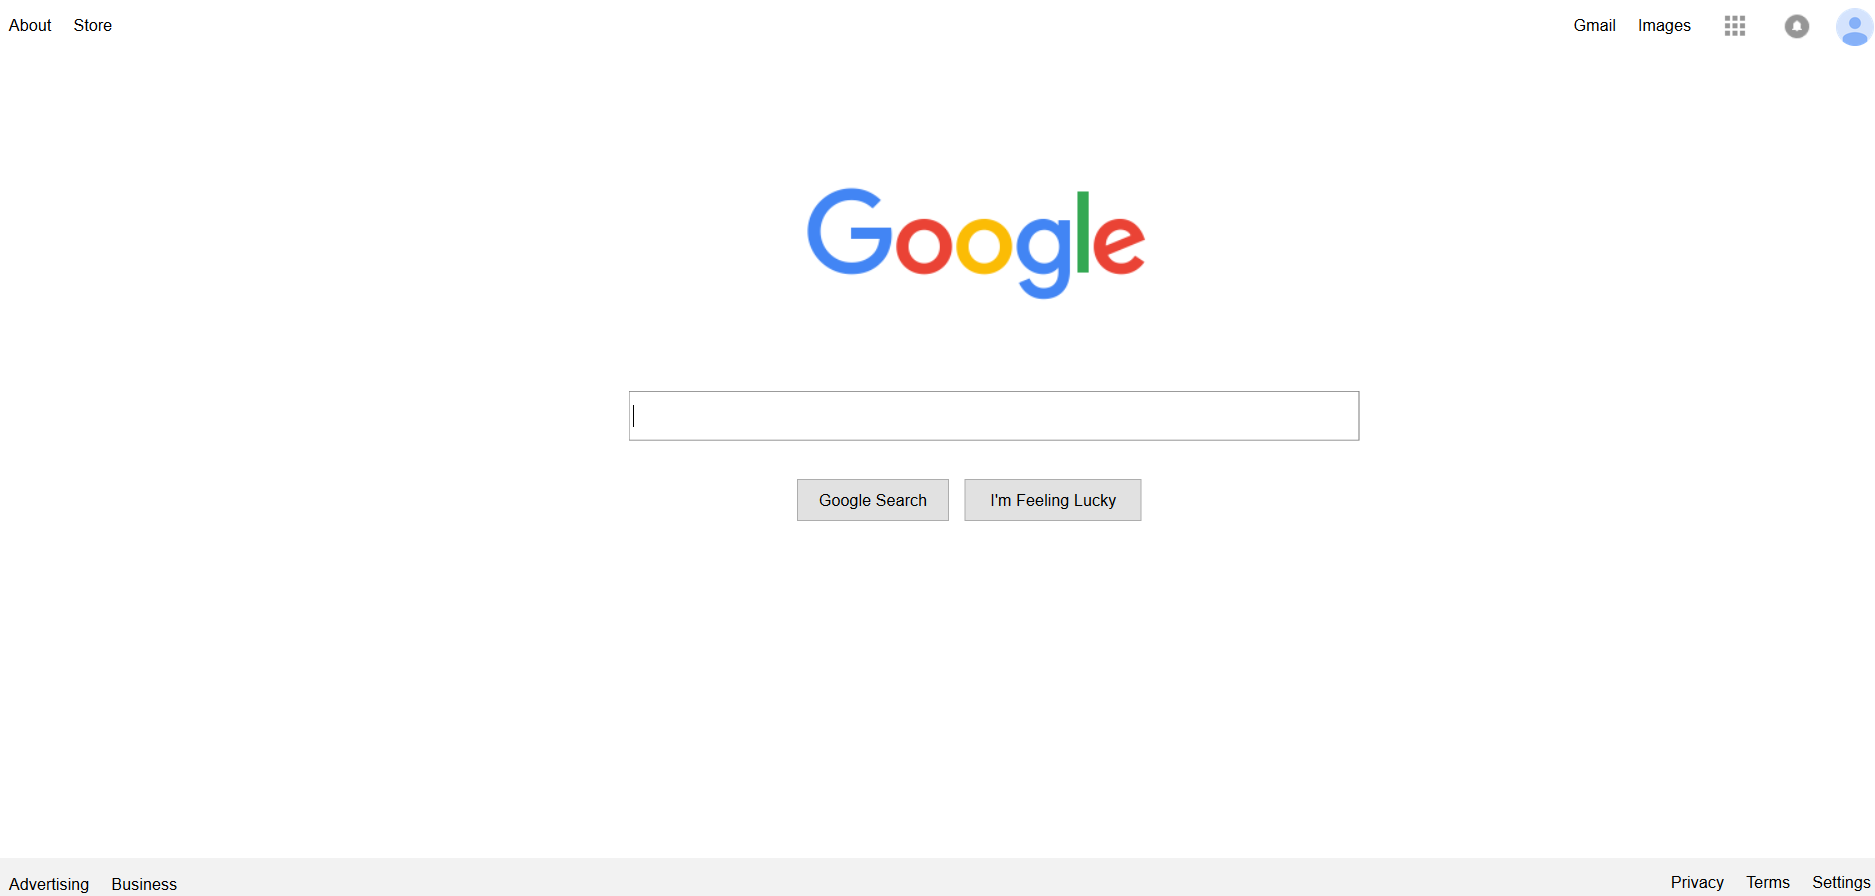 About Store Gmail Images
Google
Google Search I'm Feeling Lucky
Advertising Business Privacy Terms Settings